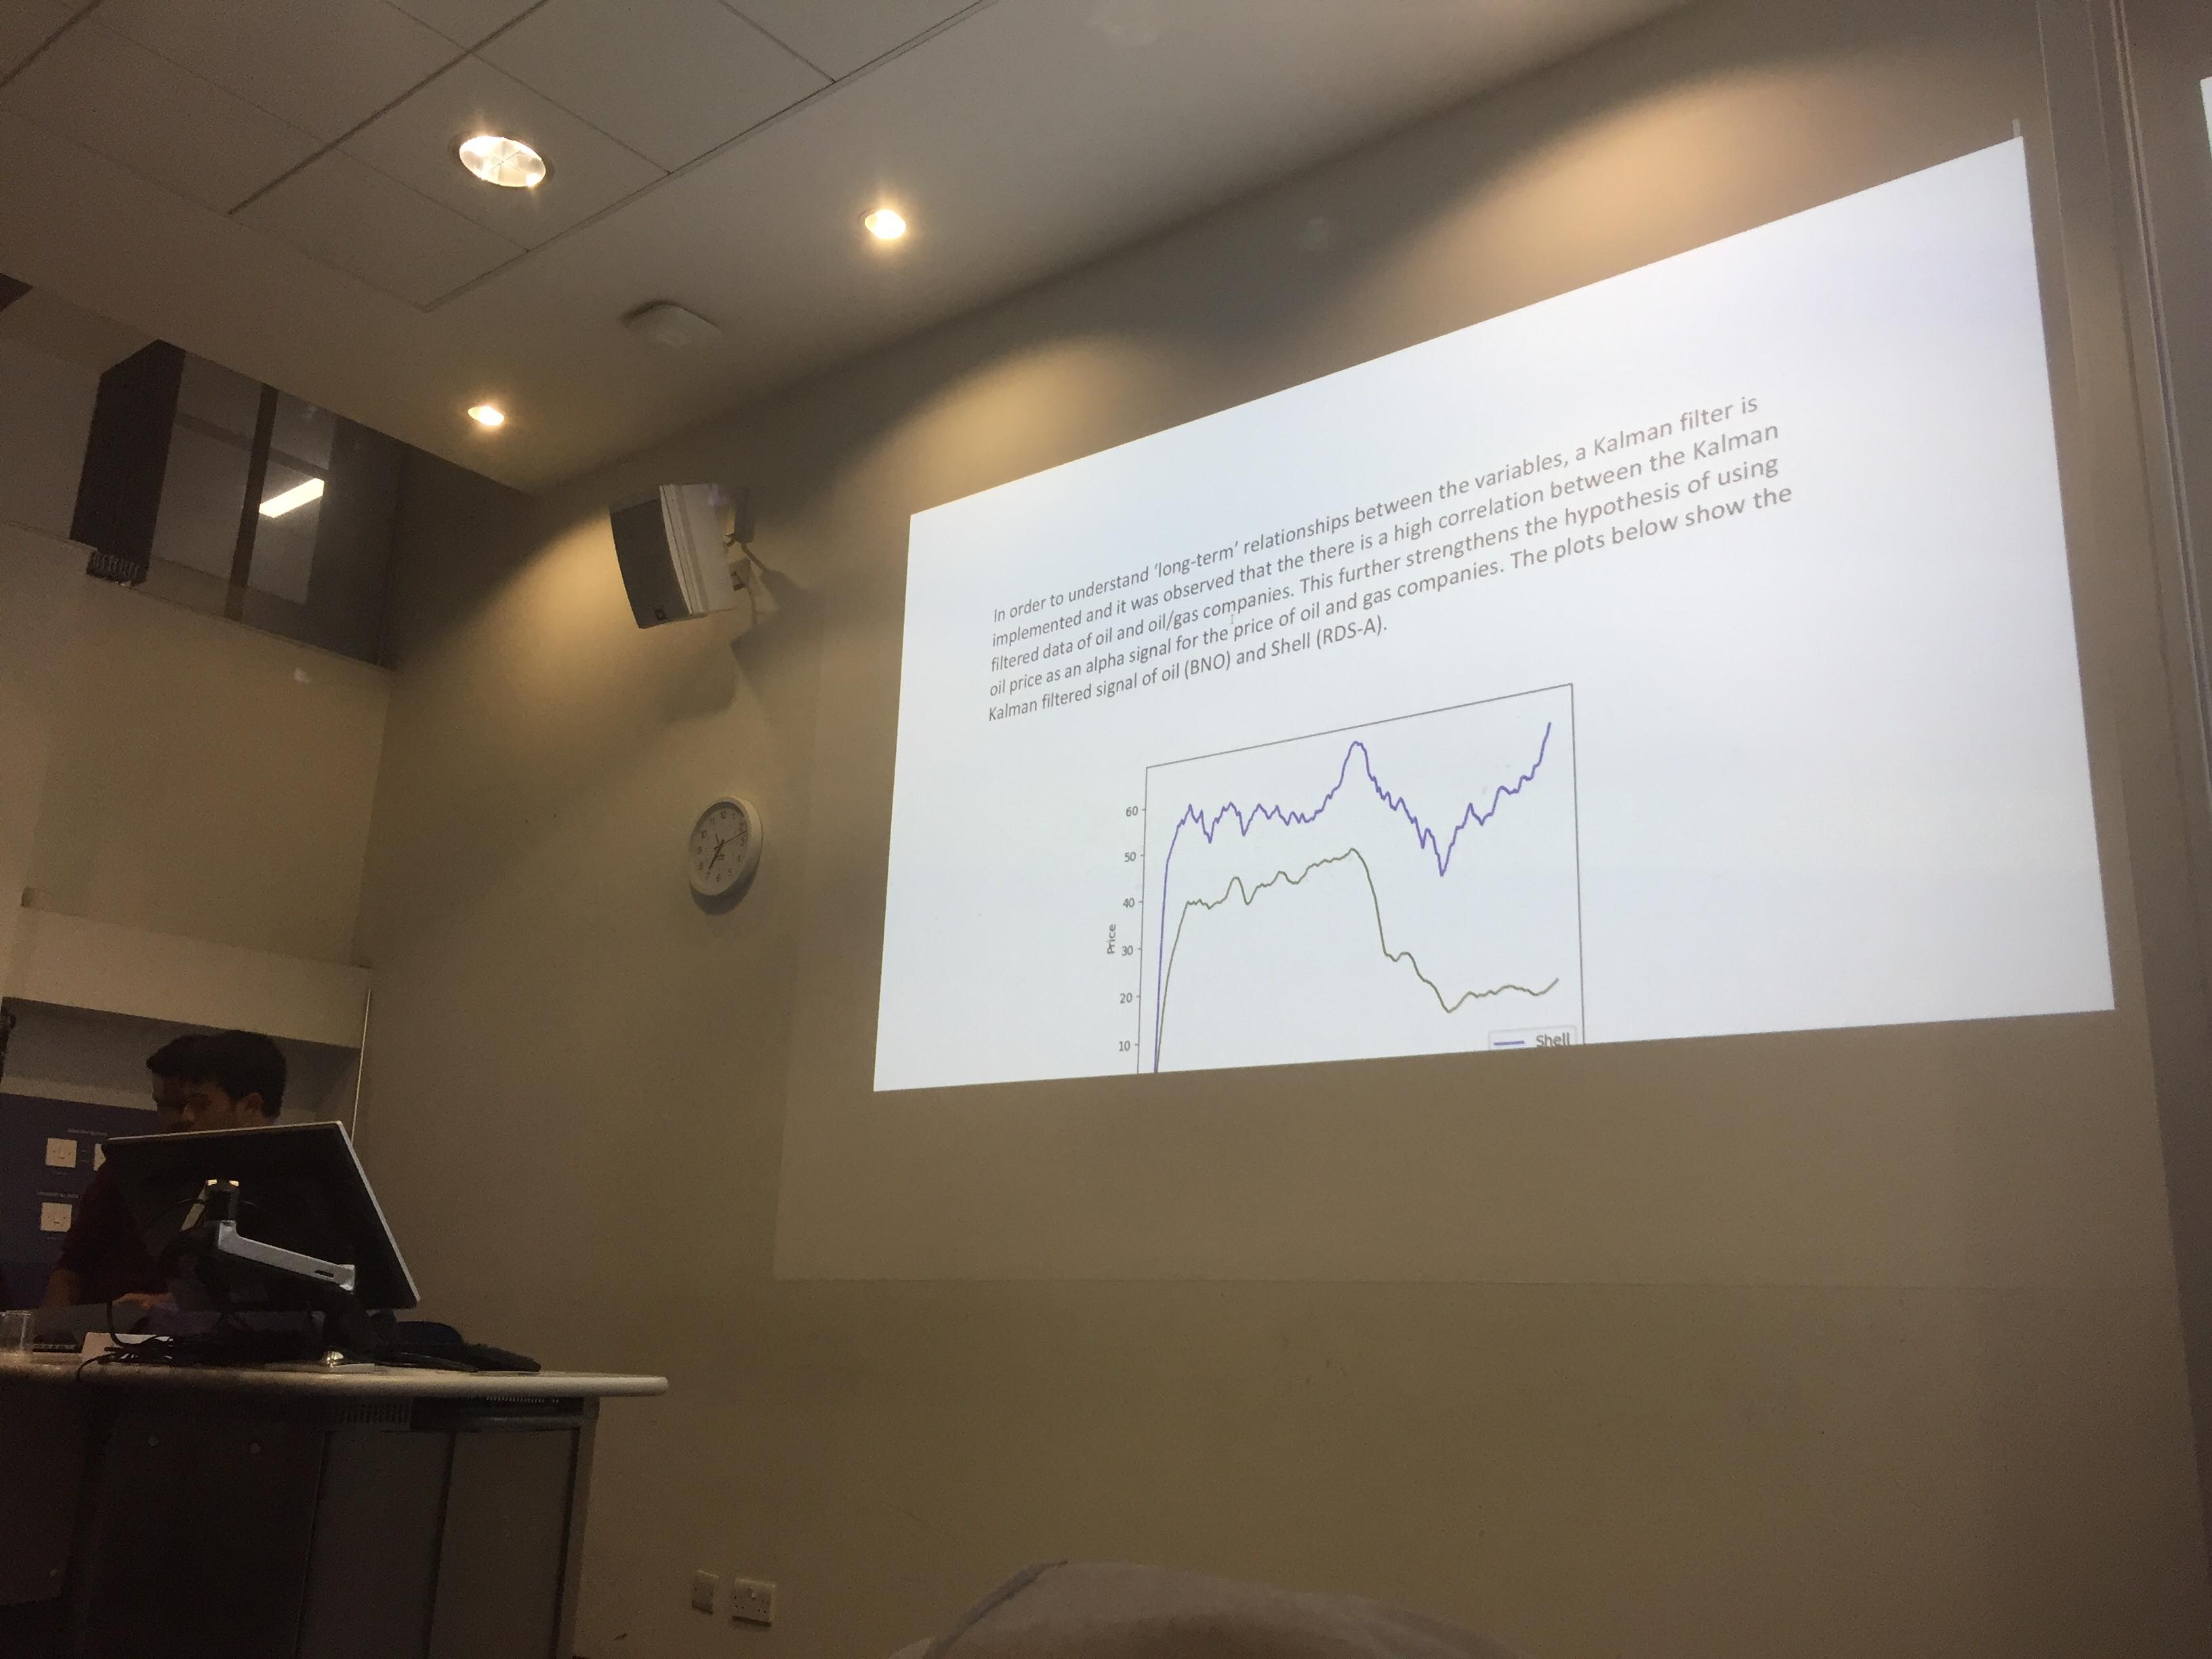 In order to understand ‘long-term’ relationships between the variables, a Kalman filter is
implemented and it was observed that the there is a high correlation between the Kalman
filtered data of oil and oil/gas companies. This further strengthens the hypothesis of using
oil price as an alpha signal for the price of oil and gas companies. The plots below show the
Kalman filtered signal of oil (BNO) and Shell (RDS-A).
60
50
40
Price
30
20
10
Shell